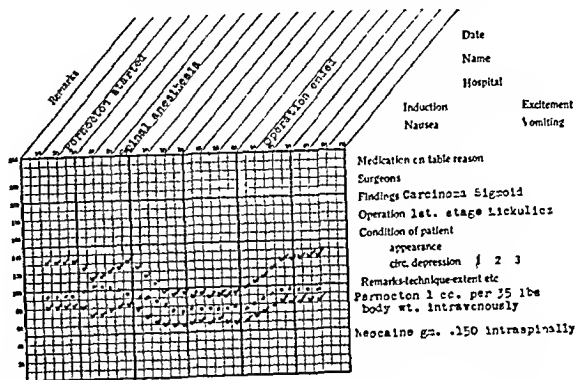 Remarks
Pernocton started
Spinal anesthesia
Operation ended
Date
Name
Hospital
Induction Excitement
Nausea Vomiting
Medication on table reason
Surgeons
Findings Carcinoma Sigmoid
Operation 1st. stage Mickulicz
Condition of patient
appearance
circ. depression 1 2 3
Remarks-technique-extent etc
Pernocton 1 cc. per 35 lbs
body wt. intravenously
Neocaine gm. .150 intraspinally